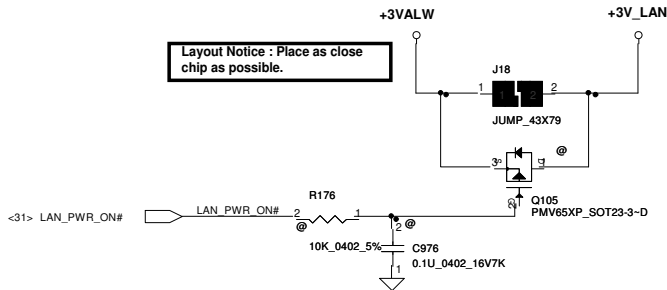 +3VALW
+3V_LAN
Layout Notice : Place as close
chip as possible.
J18
1 1 2 2
JUMP_43X79
3 S D 1 @
Q105
PMV65XP_SOT23-3~D
2 G
R176
<31> LAN_PWR_ON#
LAN_PWR_ON#
2 1
@
10K_0402_5%
2 @
C976
0.1U_0402_16V7K
1